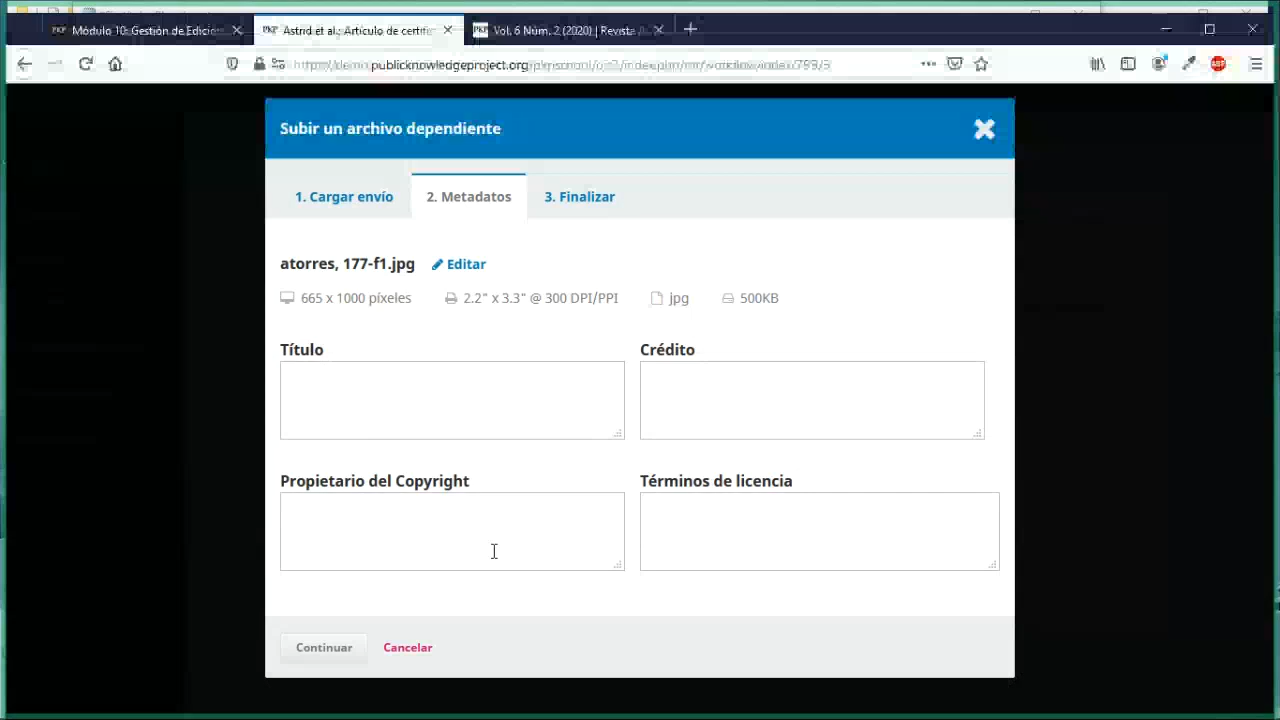 Módulo 10: Gestión de Edicio
Astrid et al.: Artículo de certifi
PKP Vol. 6 Núm. 2 (2020) | Revista
publicknowledgeproject.org
Subir un archivo dependiente
1. Cargar envío 2. Metadatos 3. Finalizar
atorres, 177-f1.jpg Editar
665 x 1000 píxeles 2.2" x 3.3" @ 300 DPI/PPI jpg 500KB
Título Crédito
Propietario del Copyright Términos de licencia
Continuar Cancelar